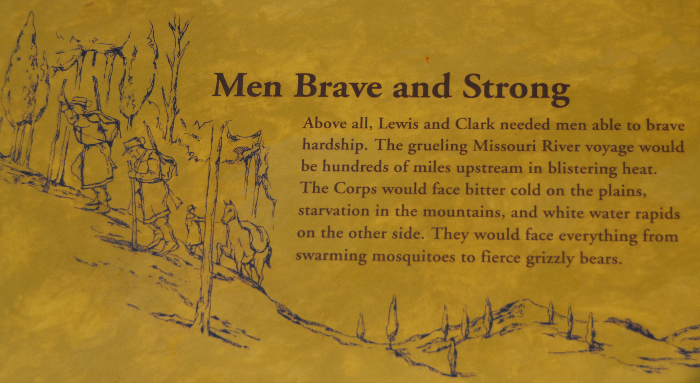 Men Brave and Strong
Above all, Lewis and Clark needed men able to brave
hardship. The grueling Missouri River voyage would
be hundreds of miles upstream in blistering heat.
The Corps would face bitter cold on the plains,
starvation in the mountains, and white water rapids
on the other side. They would face everything from
swarming mosquitoes to fierce grizzly bears.